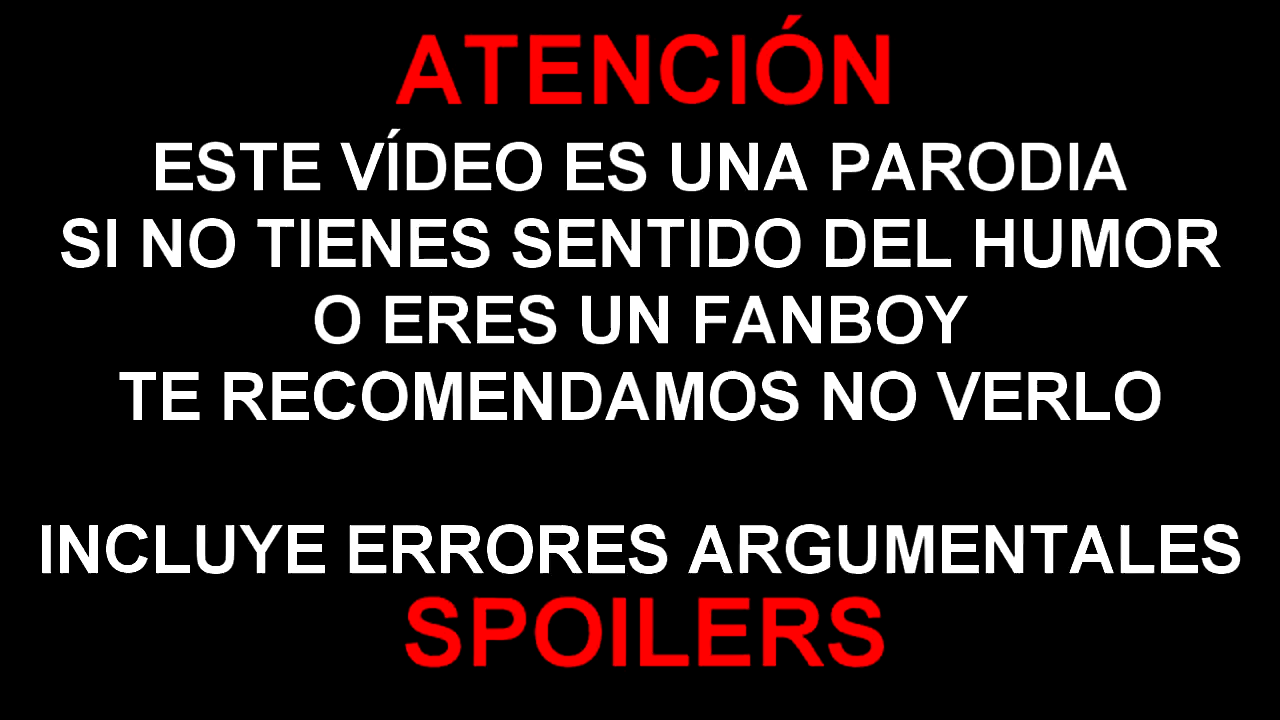 ATENCIÓN
ESTE VÍDEO ES UNA PARODIA
SI NO TIENES SENTIDO DEL HUMOR
O ERES UN FANBOY
TE RECOMENDAMOS NO VERLO
INCLUYE ERRORES ARGUMENTALES
SPOILERS